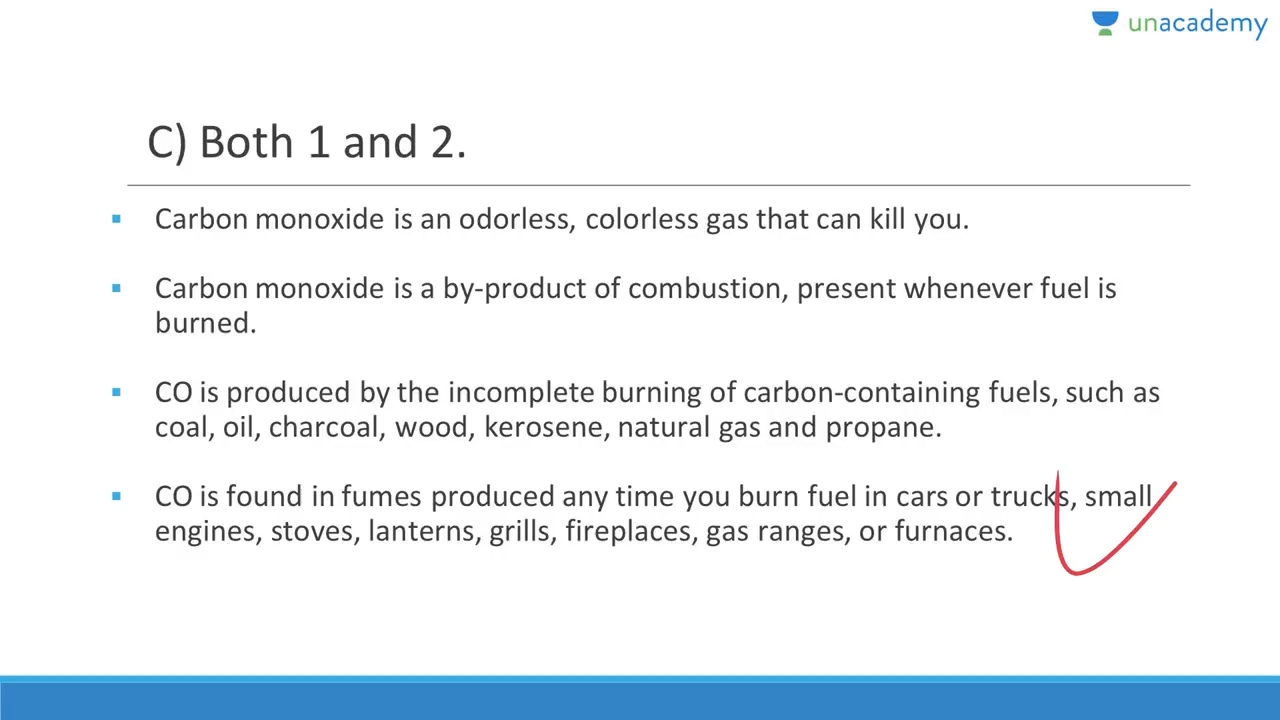 unacademy
C) Both 1 and 2.
▪ Carbon monoxide is an odorless, colorless gas that can kill you.
▪ Carbon monoxide is a by-product of combustion, present whenever fuel is
burned.
▪ CO is produced by the incomplete burning of carbon-containing fuels, such as
coal, oil, charcoal, wood, kerosene, natural gas and propane.
▪ CO is found in fumes produced any time you burn fuel in cars or trucks, small
engines, stoves, lanterns, grills, fireplaces, gas ranges, or furnaces.